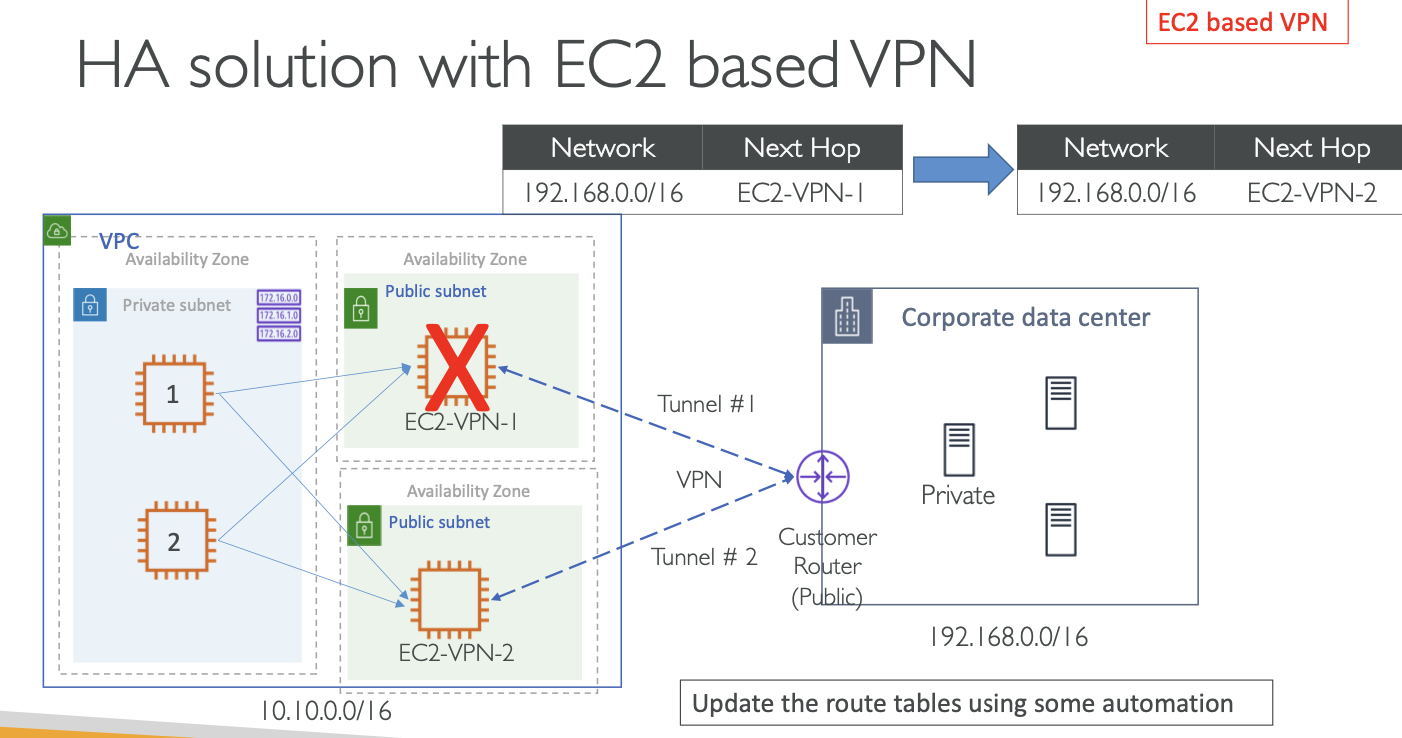 EC2 based VPN
HA solution with EC2 based VPN
Network Next Hop
192.168.0.0/16 EC2-VPN-1
Network Next Hop
192.168.0.0/16 EC2-VPN-2
VPC
Availability Zone
Private subnet
172.16.0.0
172.16.1.0
172.16.2.0
1
2
Availability Zone
Public subnet
X
EC2-VPN-1
Availability Zone
Public subnet
EC2-VPN-2
10.10.0.0/16
Tunnel #1
VPN
Tunnel # 2
Customer
Router
(Public)
Corporate data center
Private
192.168.0.0/16
Update the route tables using some automation